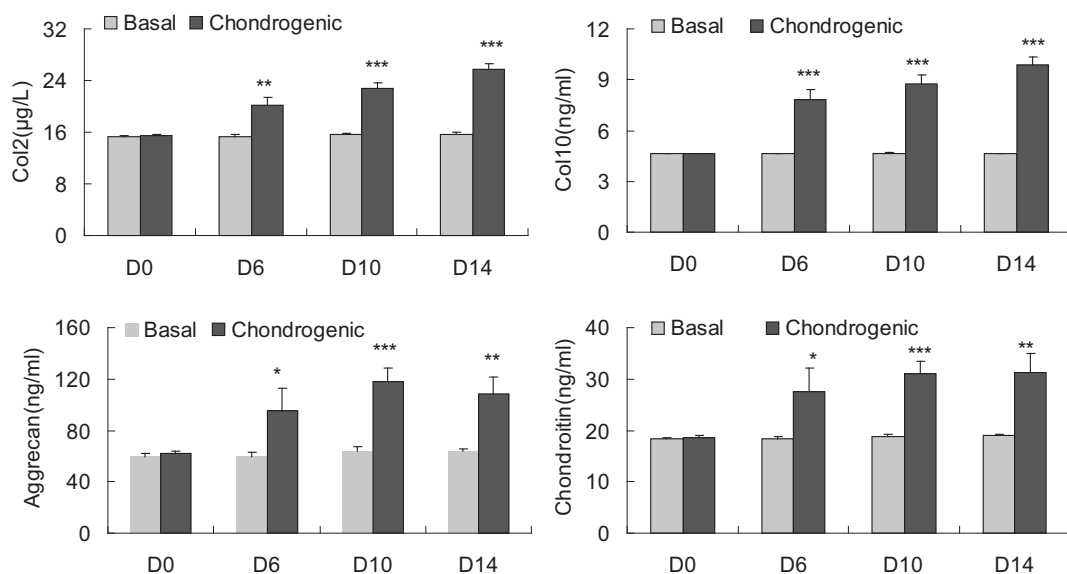 Basal Chondrogenic
Col2(µg/L)
32
24
16
8
0
**
***
***
D0 D6 D10 D14
Basal Chondrogenic
Col10(ng/ml)
12
9
6
3
0
***
***
***
D0 D6 D10 D14
Basal Chondrogenic
Aggrecan(ng/ml)
160
120
60
60
0
*
***
**
D0 D6 D10 D14
Basal Chondrogenic
Chondroitin(ng/ml)
40
30
20
10
0
*
***
**
D0 D6 D10 D14